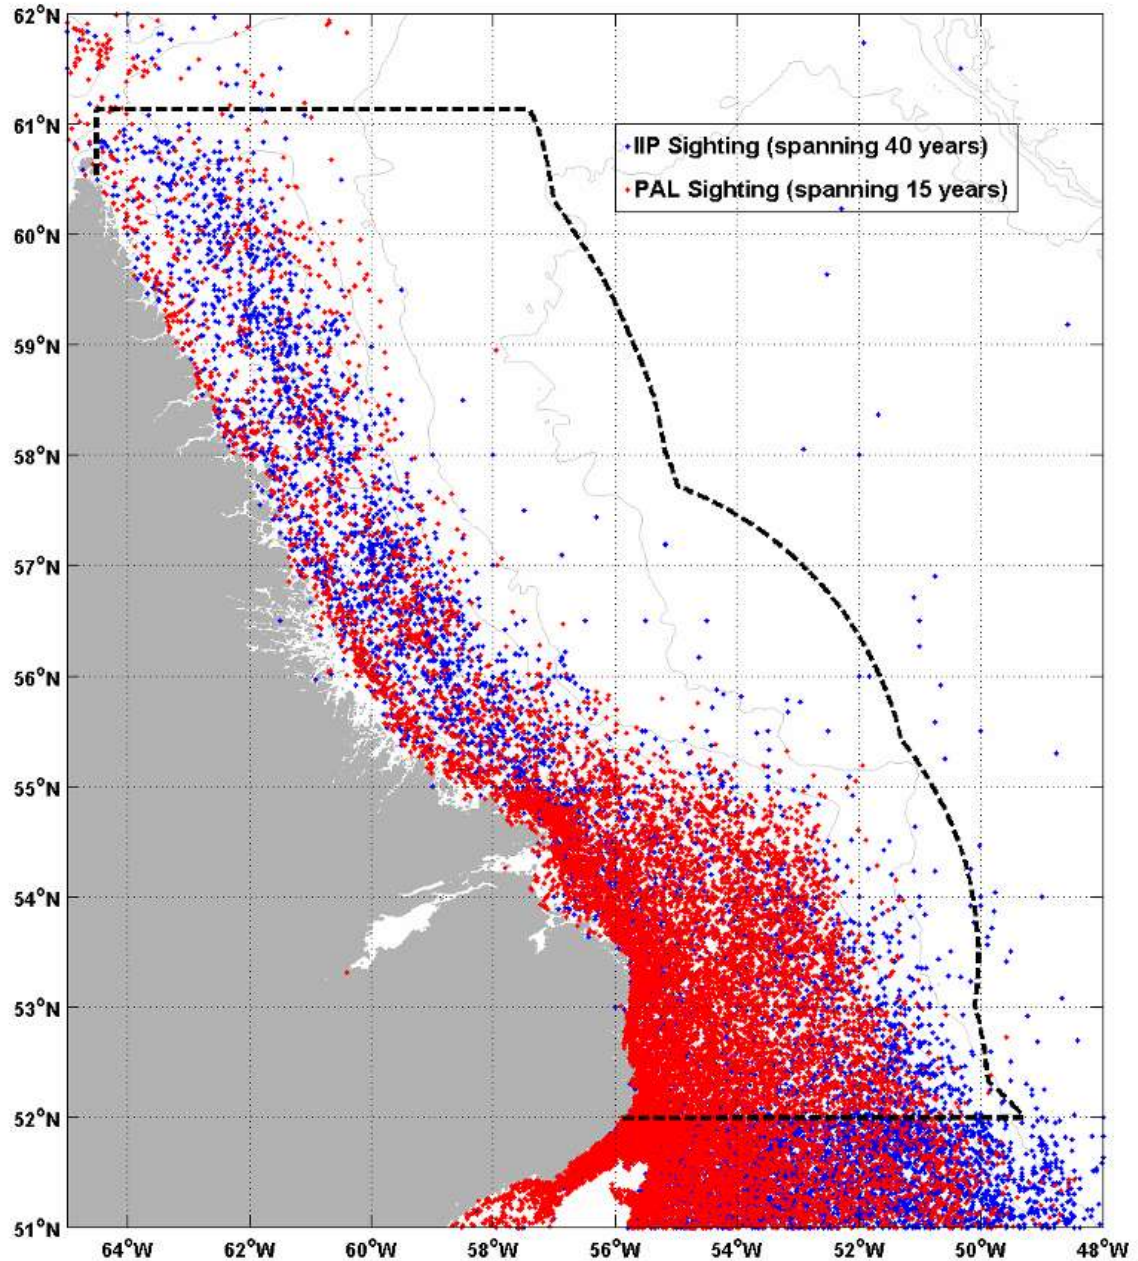 62°N
61°N
IIP Sighting (spanning 40 years)
PAL Sighting (spanning 15 years)
60°N
59°N
58°N
57°N
56°N
55°N
54°N
53°N
52°N
51°N
64°W 62°W 60°W 58°W 56°W 54°W 52°W 50°W 48°W